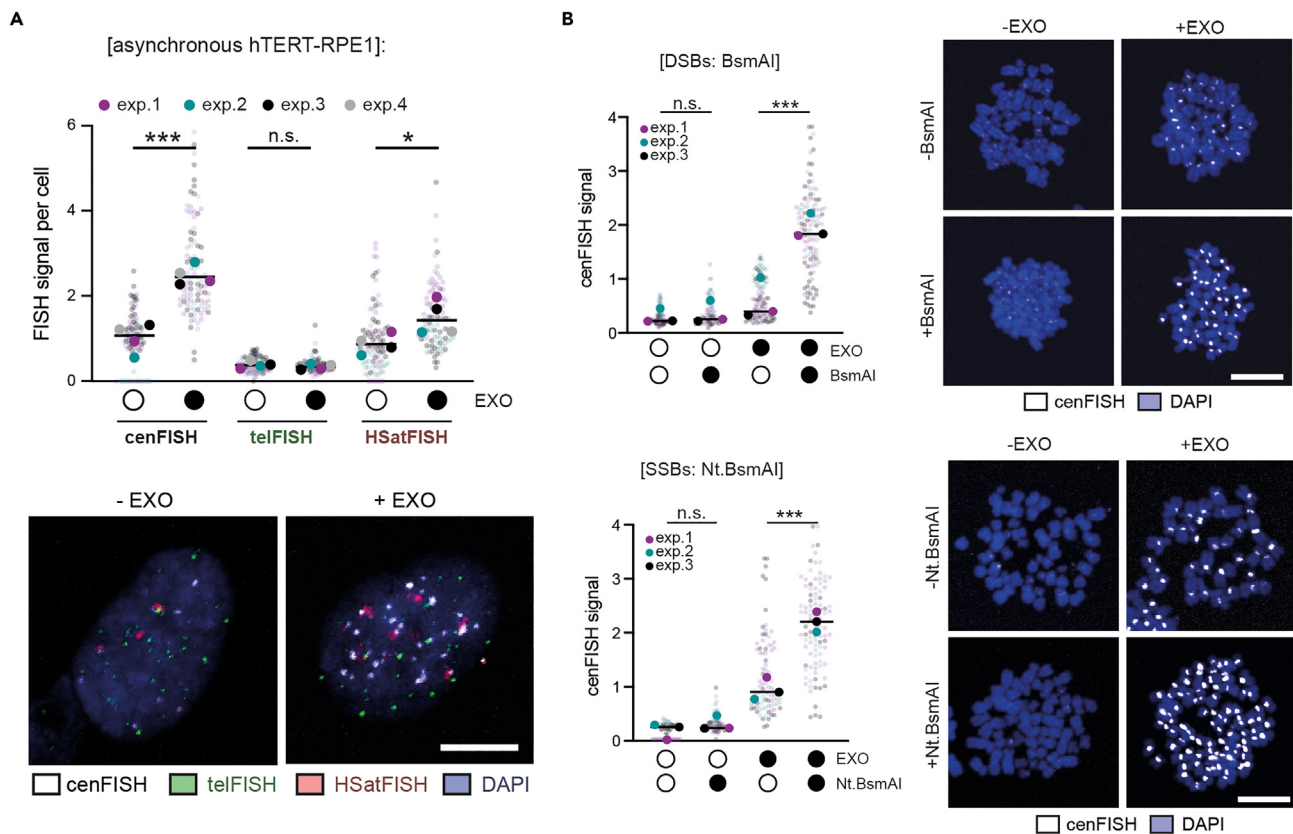 A
[asynchronous hTERT-RPE1]:
exp.1 exp.2 exp.3 exp.4
FISH signal per cell
6
4
2
0
*** n.s. *
EXO
cenFISH telFISH HSatFISH
- EXO + EXO
cenFISH telFISH HSatFISH DAPI
B
[DSBs: BsmAI]
cenFISH signal
4
3
2
1
0
n.s. ***
exp.1
exp.2
exp.3
EXO
BsmAI
-EXO +EXO
-BsmAI
+BsmAI
cenFISH DAPI
[SSBs: Nt.BsmAI]
cenFISH signal
4
3
2
1
0
n.s. ***
exp.1
exp.2
exp.3
EXO
Nt.BsmAI
-EXO +EXO
-Nt.BsmAI
+Nt.BsmAI
cenFISH DAPI